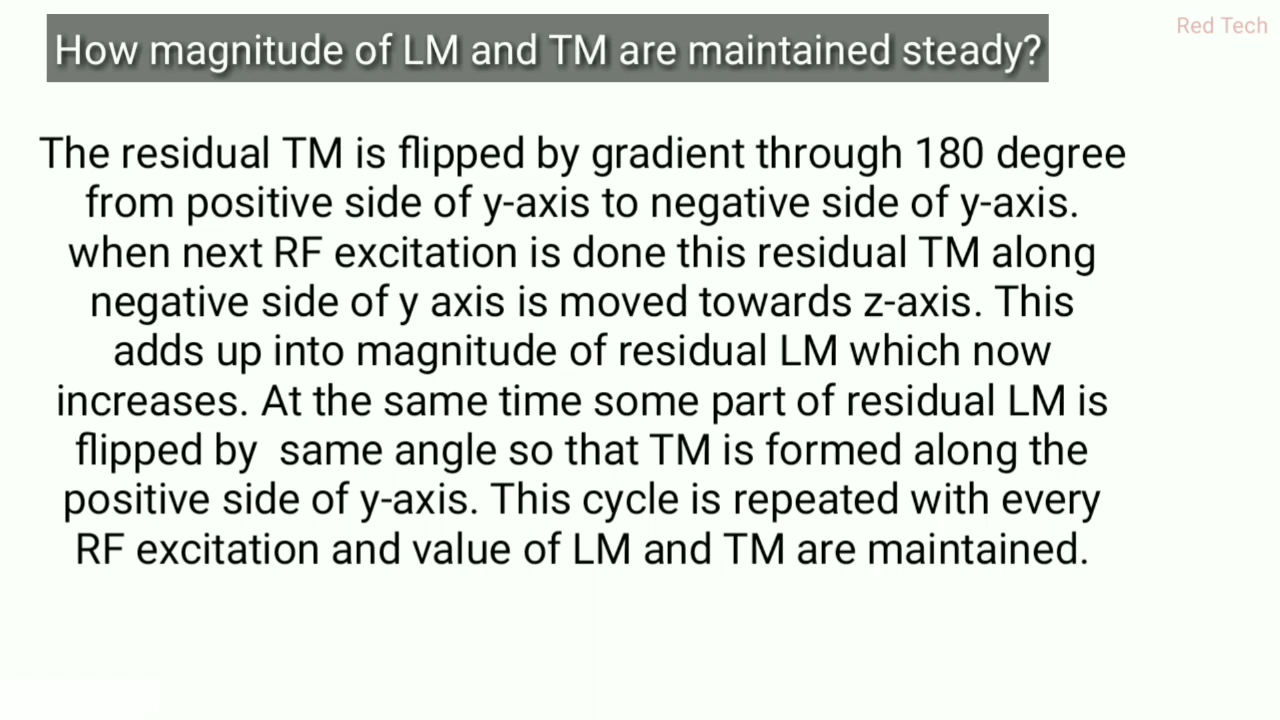 Red Tech
How magnitude of LM and TM are maintained steady?
The residual TM is flipped by gradient through 180 degree
from positive side of y-axis to negative side of y-axis.
when next RF excitation is done this residual TM along
negative side of y axis is moved towards z-axis. This
adds up into magnitude of residual LM which now
increases. At the same time some part of residual LM is
flipped by  same angle so that TM is formed along the
positive side of y-axis. This cycle is repeated with every
RF excitation and value of LM and TM are maintained.